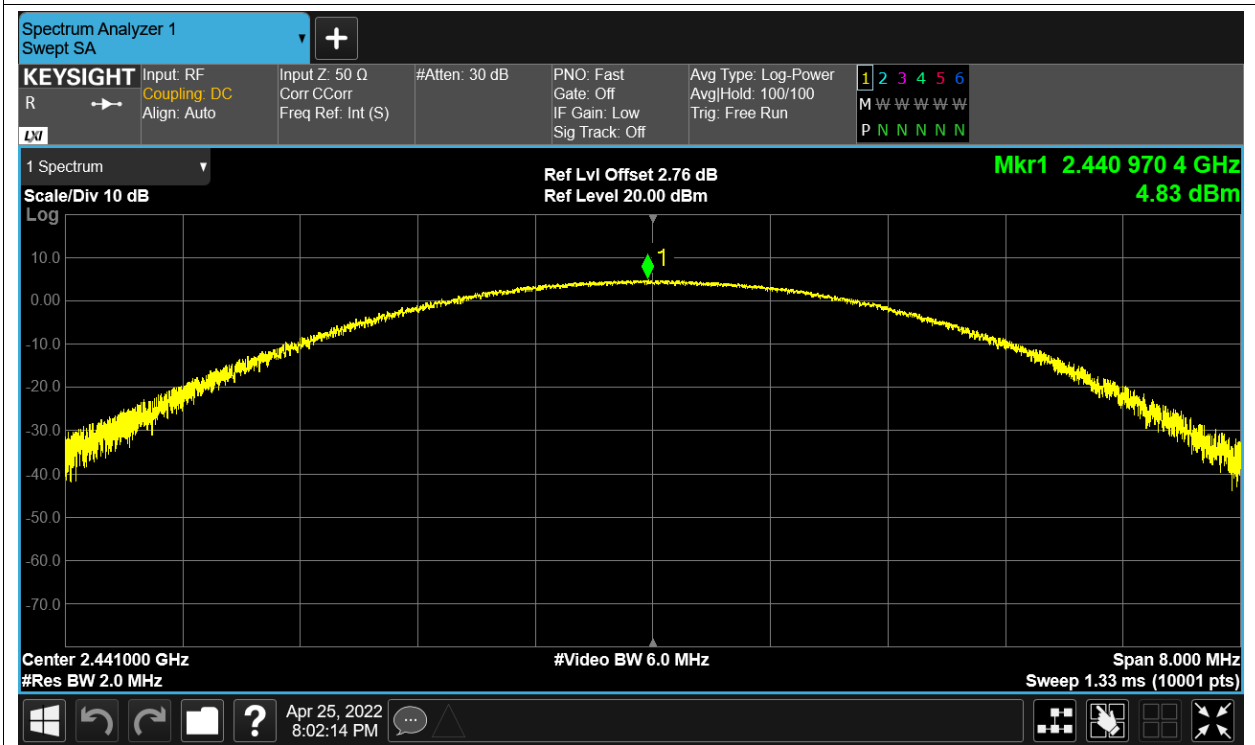 Spectrum Analyzer 1
Swept SA
+
KEYSIGHT
R
LXI
Input: RF
Coupling: DC
Align: Auto
Input Z: 50 Ω
Corr CCorr
Freq Ref: Int (S)
#Atten: 30 dB
PNO: Fast
Gate: Off
IF Gain: Low
Sig Track: Off
Avg Type: Log-Power
Avg|Hold: 100/100
Trig: Free Run
1 2 3 4 5 6
M W W W W W
P N N N N N
1 Spectrum
Scale/Div 10 dB
Log
Ref Lvl Offset 2.76 dB
Ref Level 20.00 dBm
Mkr1 2.440 970 4 GHz
4.83 dBm
1
10.0
0.00
-10.0
-20.0
-30.0
-40.0
-50.0
-60.0
-70.0
Center 2.441000 GHz
#Res BW 2.0 MHz
#Video BW 6.0 MHz
Span 8.000 MHz
Sweep 1.33 ms (10001 pts)
?
Apr 25, 2022
8:02:14 PM